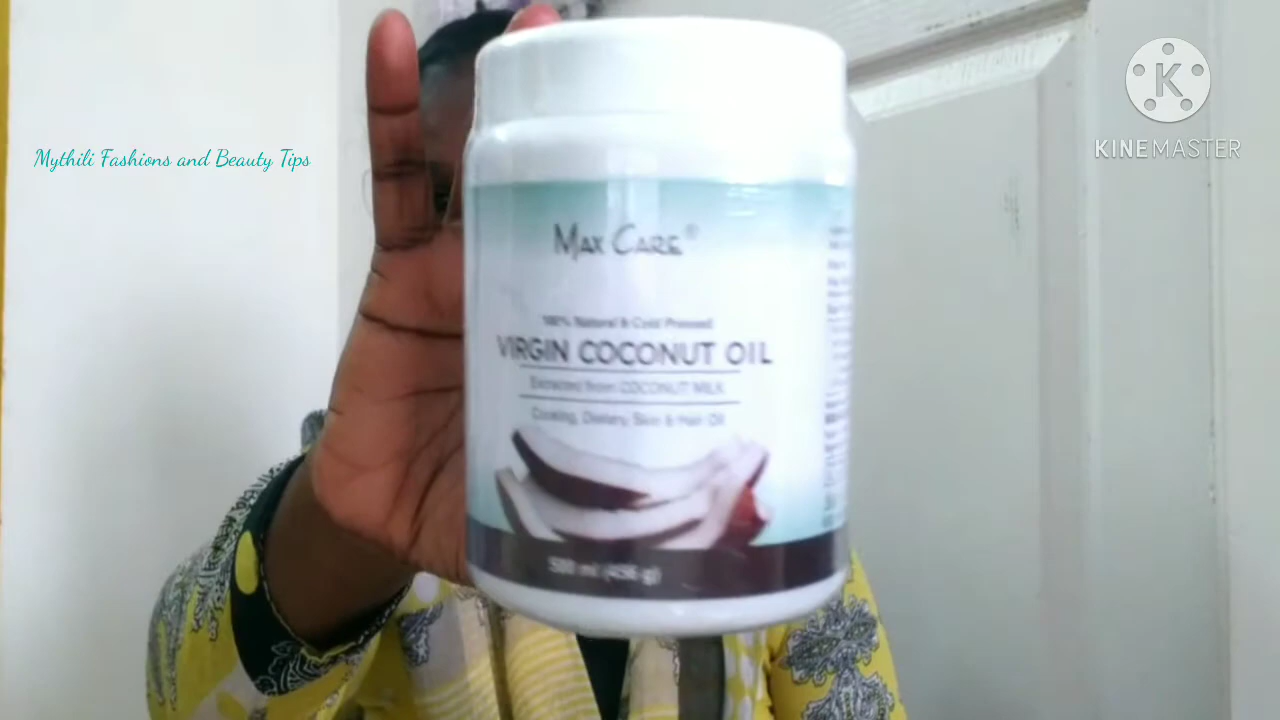 Mythili Fashions and Beauty Tips
K
KINEMASTER
MAX CARE®
100% Natural & Cold Pressed
VIRGIN COCONUT OIL
Extracted from COCONUT MILK
Cooking, Dietary, Skin & Hair Oil
500 ml (456 g)